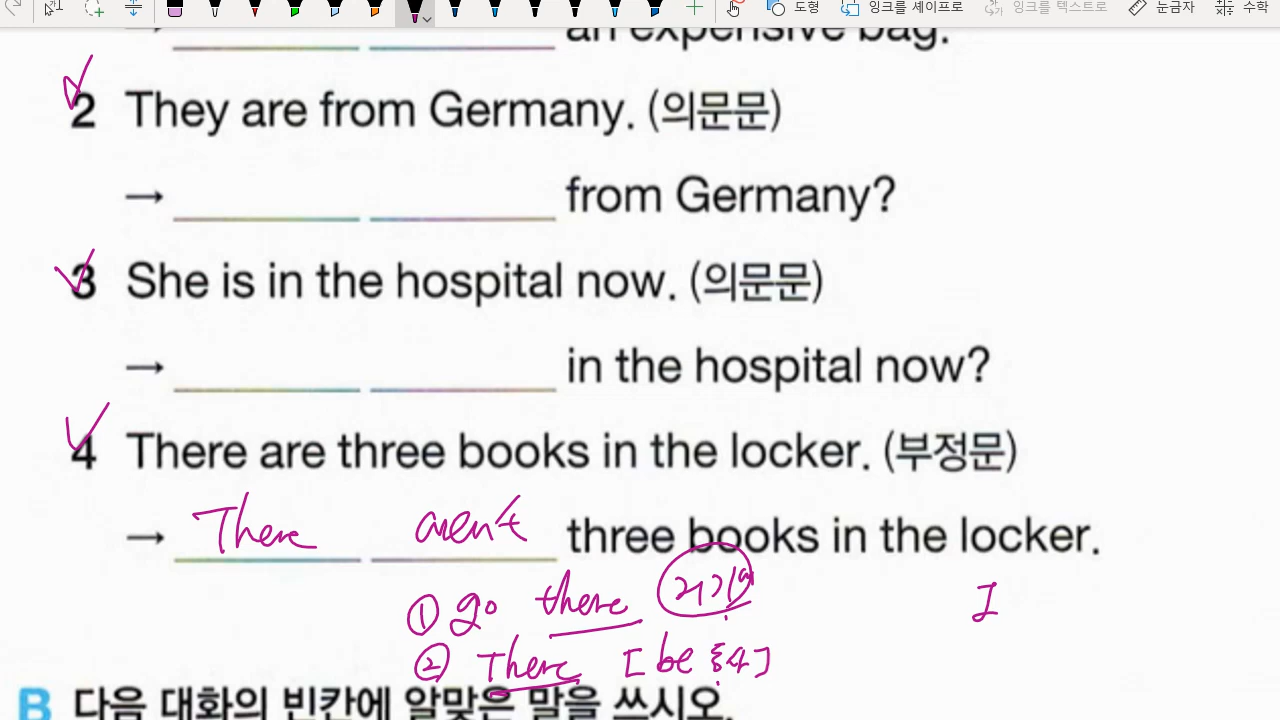 도형 잉크를 셰이프로 잉크를 텍스트로 눈금자 수학
→ an expensive bag.
2 They are from Germany. (의문문)
→ from Germany?
3 She is in the hospital now. (의문문)
→ in the hospital now?
4 There are three books in the locker. (부정문)
→ There aren't three books in the locker.
① go there 거기에 I
② There [be 동사]
B 다음 대화의 빈칸에 알맞은 말을 쓰시오.